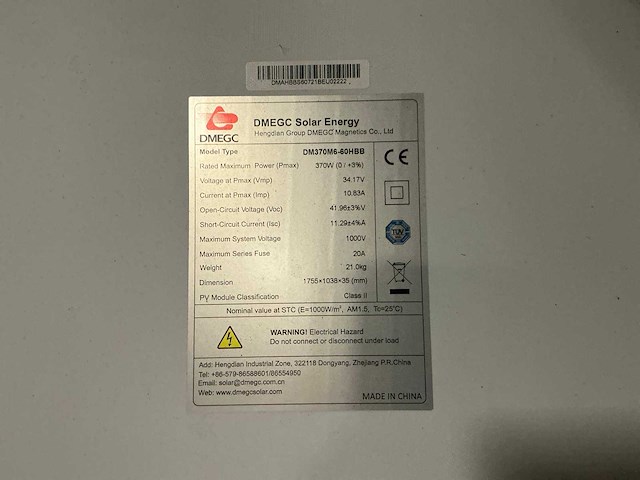 DMAHBBS60721BEU02222
DMEGC
DMEGC Solar Energy
Hengdian Group DMEGC Magnetics Co., Ltd
Model Type DM370M6-60HBB
Rated Maximum Power (Pmax) 370W (0 / +3%)
Voltage at Pmax (Vmp) 34.17V
Current at Pmax (Imp) 10.83A
Open-Circuit Voltage (Voc) 41.96±3%V
Short-Circuit Current (Isc) 11.29±4%A
Maximum System Voltage 1000V
Maximum Series Fuse 20A
Weight 21.0kg
Dimension 1755×1038×35 (mm)
PV Module Classification Class II
CE
TÜV
Nominal value at STC (E=1000W/m², AM1.5, Tc=25°C)
WARNING! Electrical Hazard
Do not connect or disconnect under load
Add: Hengdian Industrial Zone, 322118 Dongyang, Zhejiang P.R.China
Tel: +86-579-86588601/86554950
Email: solar@dmegc.com.cn
Web: www.dmegcsolar.com
MADE IN CHINA